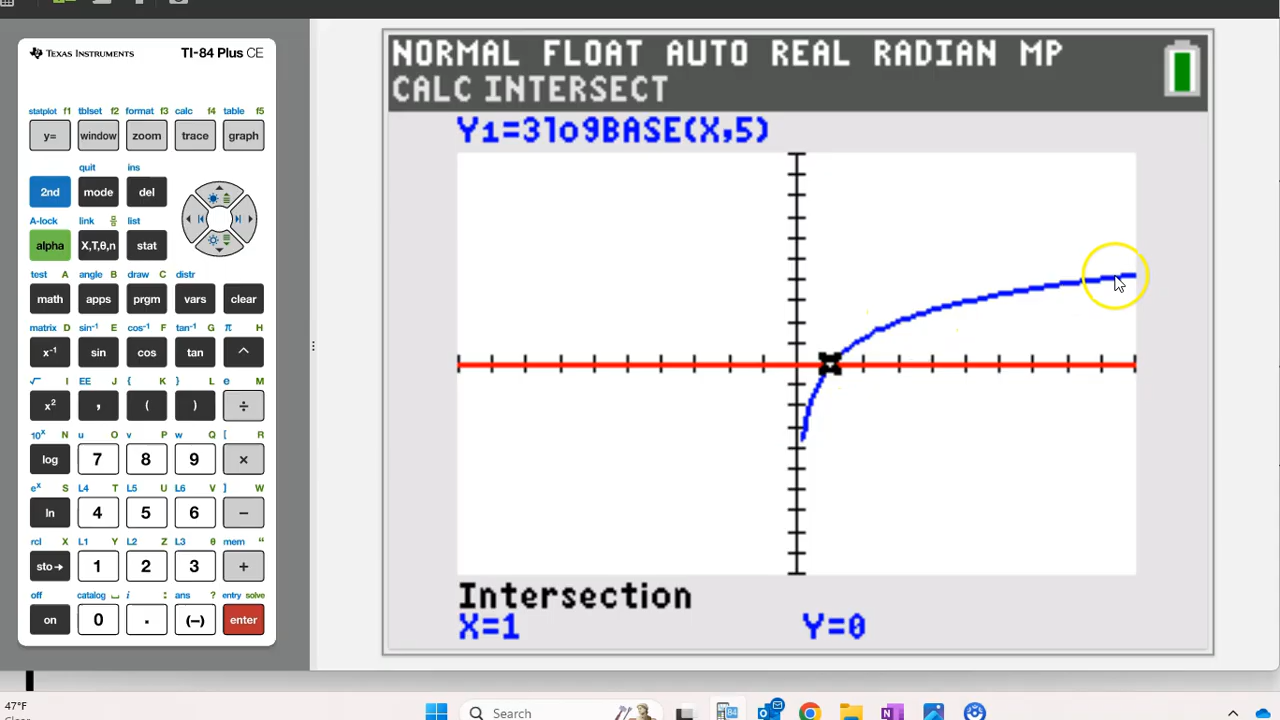 TEXAS INSTRUMENTS TI-84 Plus CE
statplot f1 tblset f2 format f3 calc f4 table f5
y= window zoom trace graph
quit ins
2nd mode del
A-lock link list
alpha X,T,θ,n stat
test A angle B draw C distr
math apps prgm vars clear
matrix D sin⁻¹ E cos⁻¹ F tan⁻¹ G π H
x⁻¹ sin cos tan ^
√ I EE J { K } L e M
x² , ( ) ÷
10ˣ N u O v P w Q [ R
log 7 8 9 ×
eˣ S L4 T L5 U L6 V ] W
ln 4 5 6 −
rcl X L1 Y L2 Z L3 θ mem "
sto→ 1 2 3 +
off catalog i : ans ? entry solve
on 0 . (−) enter
NORMAL FLOAT AUTO REAL RADIAN MP
CALC INTERSECT
Y1=3logBASE(X,5)
Intersection
X=1 Y=0
47°F
Search